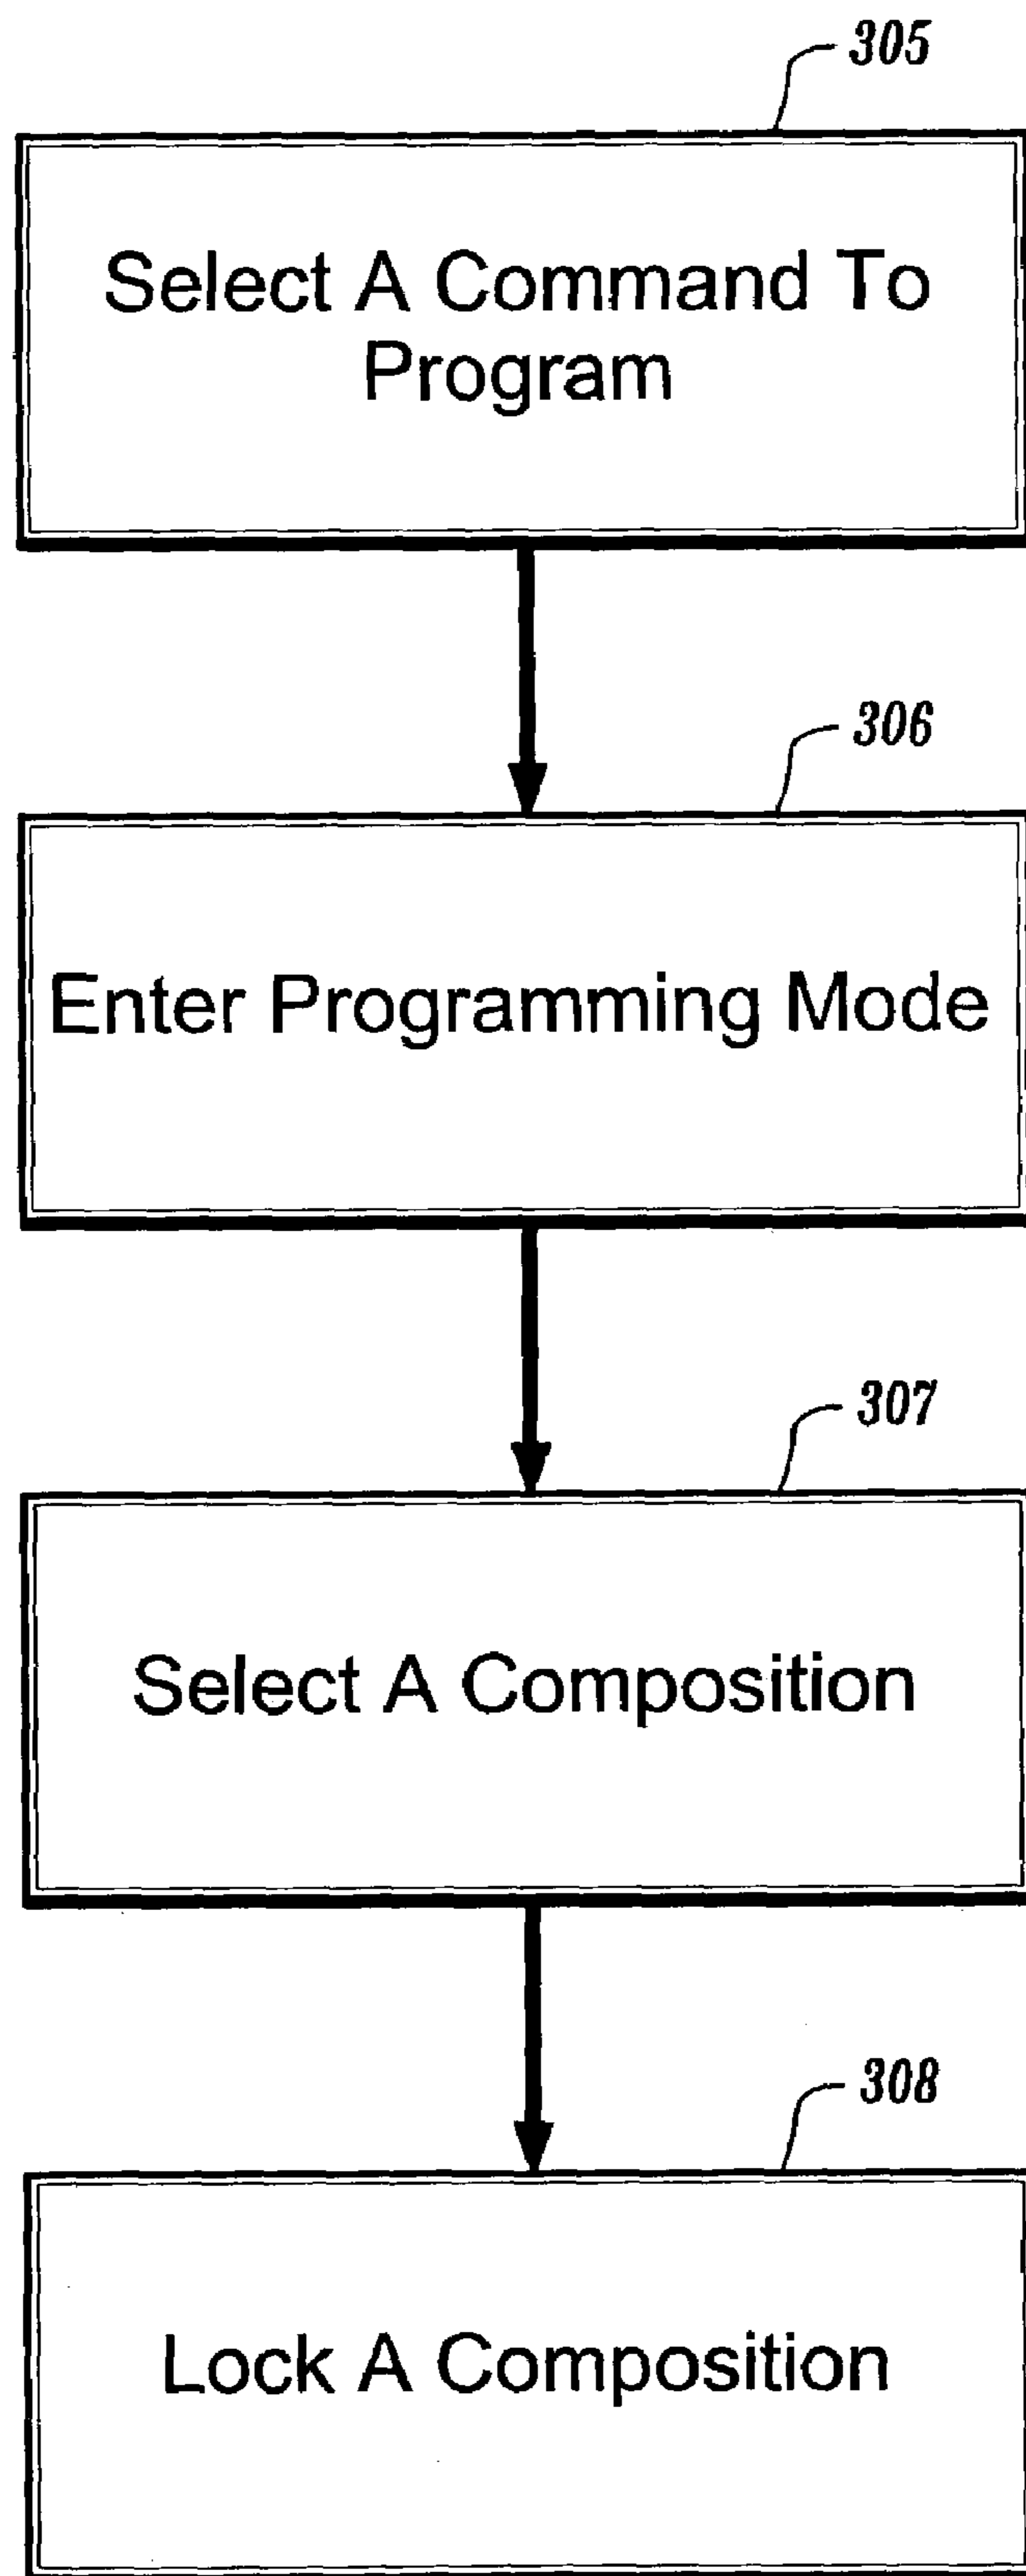 305
Select A Command To
Program
306
Enter Programming Mode
307
Select A Composition
308
Lock A Composition